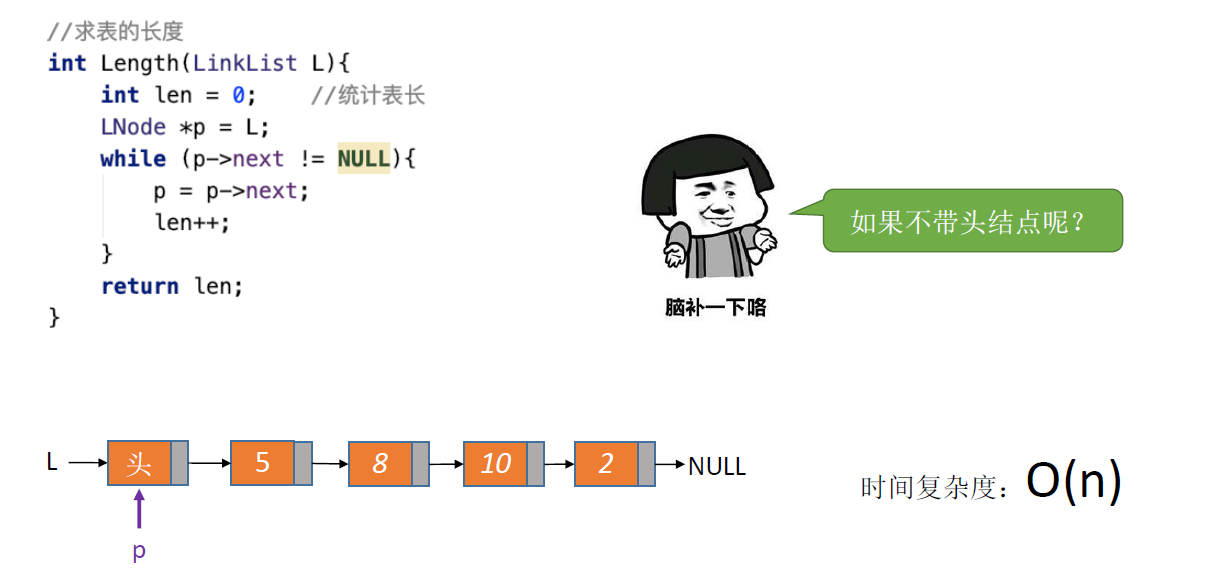 //求表的长度
int Length(LinkList L){
    int len = 0;    //统计表长
    LNode *p = L;
    while (p->next != NULL){
        p = p->next;
        len++;
    }
    return len;
}
如果不带头结点呢？
脑补一下咯
L 头 5 8 10 2 NULL
p
时间复杂度：O(n)